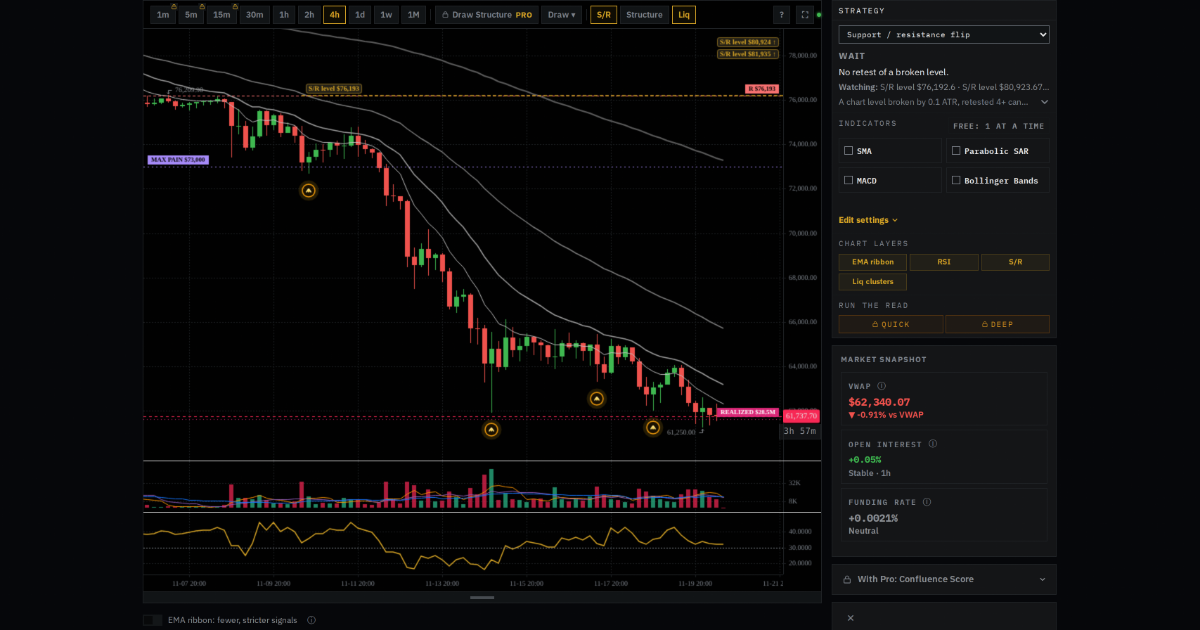 1m 5m 15m 30m 1h 2h 4h 1d 1w 1M Draw Structure PRO Draw ▾ S/R Structure Liq ?
S/R level $88,924 ↑
S/R level $81,935 ↑
78,000.00
S/R level $76,193
R $76,193
76,000.00
MAX PAIN $73,000
74,000.00
72,000.00
70,000.00
68,000.00
66,000.00
64,000.00
REALIZED $20.5M
61,737.70
3h 57m
61,250.00
32K
8K
40.0000
30.0000
20.0000
11-07 20:00 11-09 20:00 11-11 20:00 11-13 20:00 11-15 20:00 11-17 20:00 11-19 20:00 11-21 2
EMA ribbon: fewer, stricter signals
STRATEGY
Support / resistance flip
WAIT
No retest of a broken level.
Watching: S/R level $76,192.6 · S/R level $80,923.67...
A chart level broken by 0.1 ATR, retested 4+ can...
INDICATORS FREE: 1 AT A TIME
SMA Parabolic SAR
MACD Bollinger Bands
Edit settings
CHART LAYERS
EMA ribbon RSI S/R
Liq clusters
RUN THE READ
QUICK DEEP
MARKET SNAPSHOT
VWAP
$62,340.07
▼ -0.91% vs VWAP
OPEN INTEREST
+0.05%
Stable · 1h
FUNDING RATE
+0.0021%
Neutral
With Pro: Confluence Score